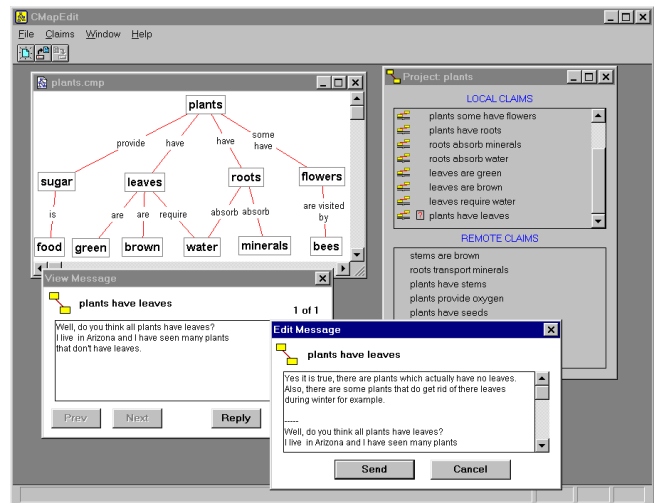 CMapEdit
File Claims Window Help
plants.cmp
plants
provide have have some have
sugar leaves roots flowers
is are are require absorb absorb are visited by
food green brown water minerals bees
Project: plants
LOCAL CLAIMS
plants some have flowers
plants have roots
roots absorb minerals
roots absorb water
leaves are green
leaves are brown
leaves require water
? plants have leaves
REMOTE CLAIMS
stems are brown
roots transport minerals
plants have stems
plants provide oxygen
plants have seeds
View Message
plants have leaves
1 of 1
Well, do you think all plants have leaves?
I live in Arizona and I have seen many plants
that don't have leaves.
Prev Next Reply
Edit Message
plants have leaves
Yes it is true, there are plants which actually have no leaves.
Also, there are some plants that do get rid of there leaves
during winter for example.
-----
Well, do you think all plants have leaves?
I live in Arizona and I have seen many plants
Send Cancel